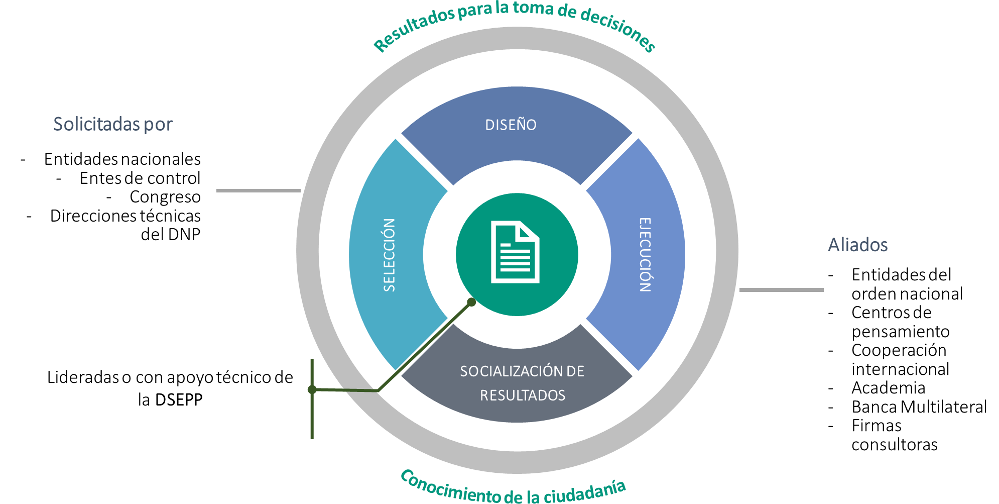 Resultados para la toma de decisiones
Solicitadas por
- Entidades nacionales
- Entes de control
- Congreso
- Direcciones técnicas
del DNP
DISEÑO
SELECCIÓN
EJECUCIÓN
SOCIALIZACIÓN DE
RESULTADOS
Lideradas o con apoyo técnico de
la DSEPP
Aliados
- Entidades del
orden nacional
- Centros de
pensamiento
- Cooperación
internacional
- Academia
- Banca Multilateral
- Firmas
consultoras
Conocimiento de la ciudadanía